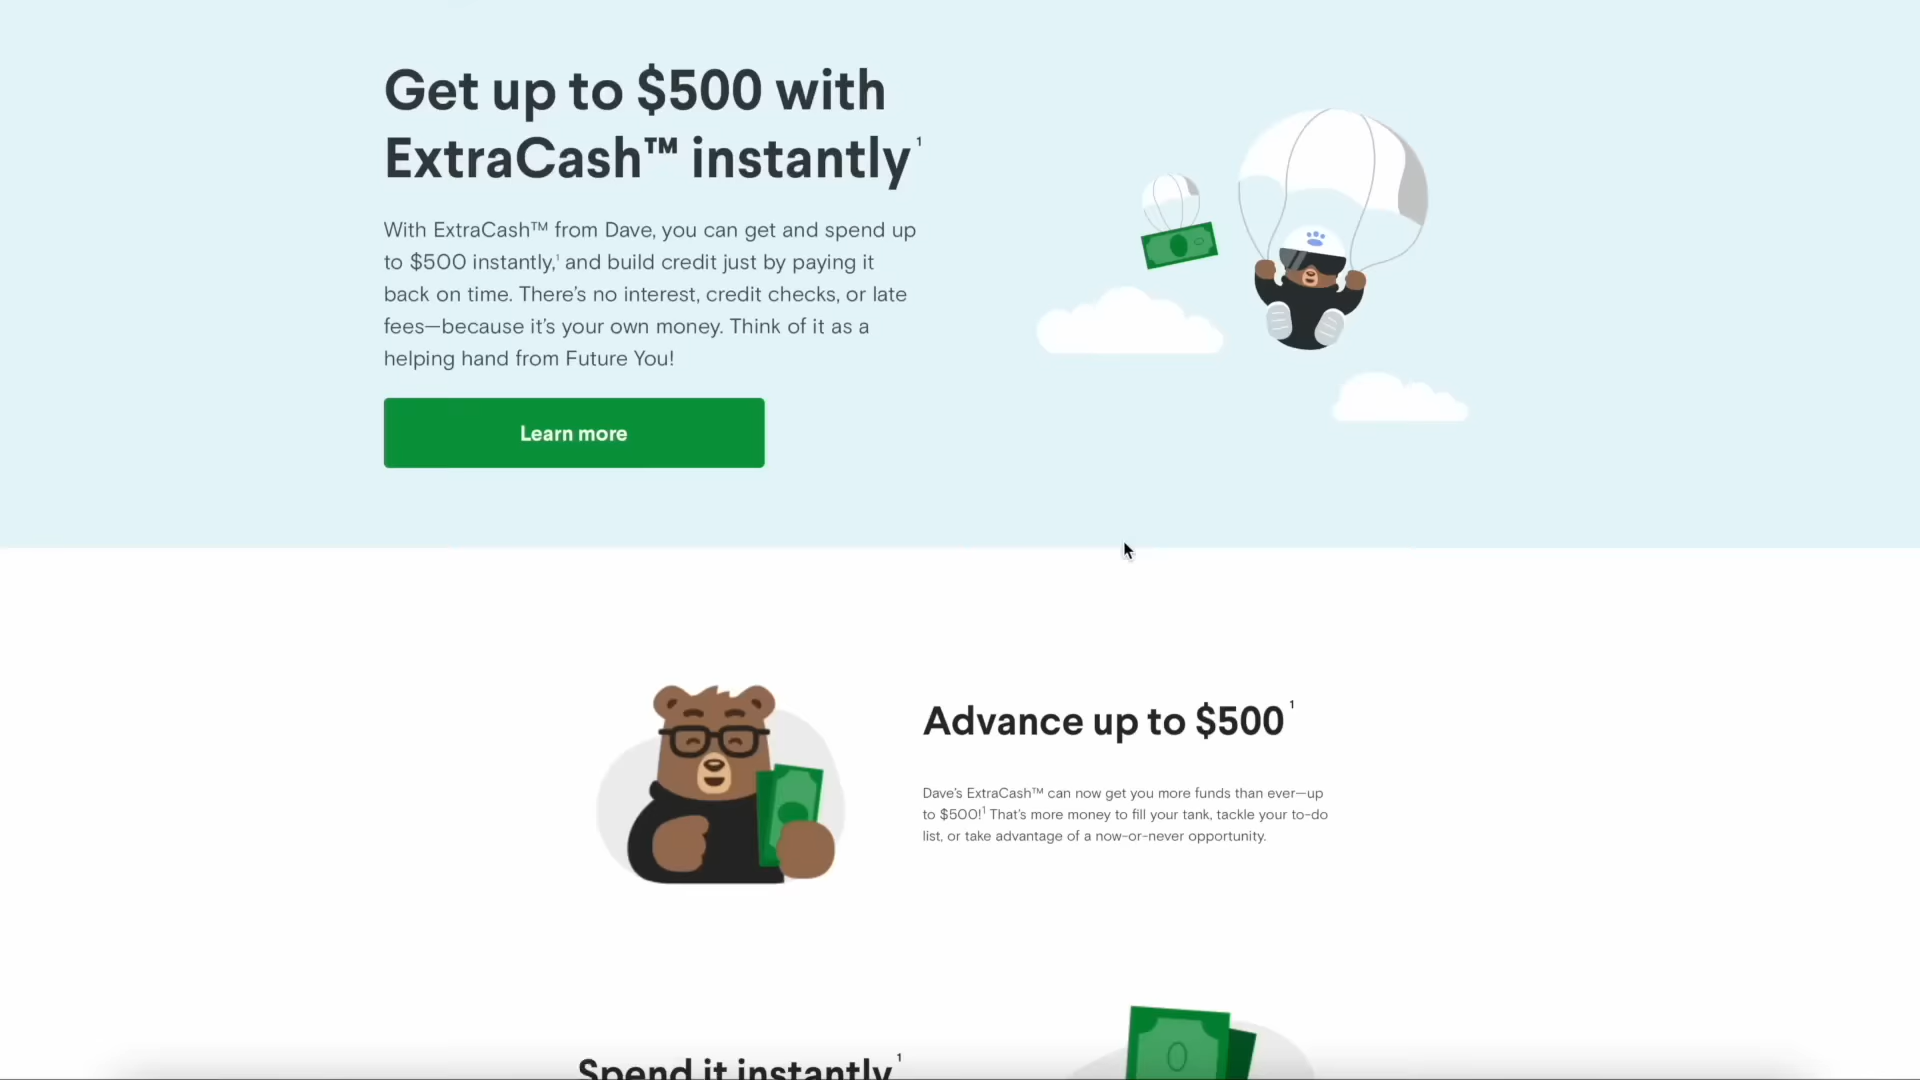 Get up to $500 with
ExtraCash™ instantly¹
With ExtraCash™ from Dave, you can get and spend up
to $500 instantly,¹ and build credit just by paying it
back on time. There's no interest, credit checks, or late
fees—because it's your own money. Think of it as a
helping hand from Future You!
Learn more
Advance up to $500¹
Dave's ExtraCash™ can now get you more funds than ever—up
to $500!¹ That's more money to fill your tank, tackle your to-do
list, or take advantage of a now-or-never opportunity.
Spend it instantly¹